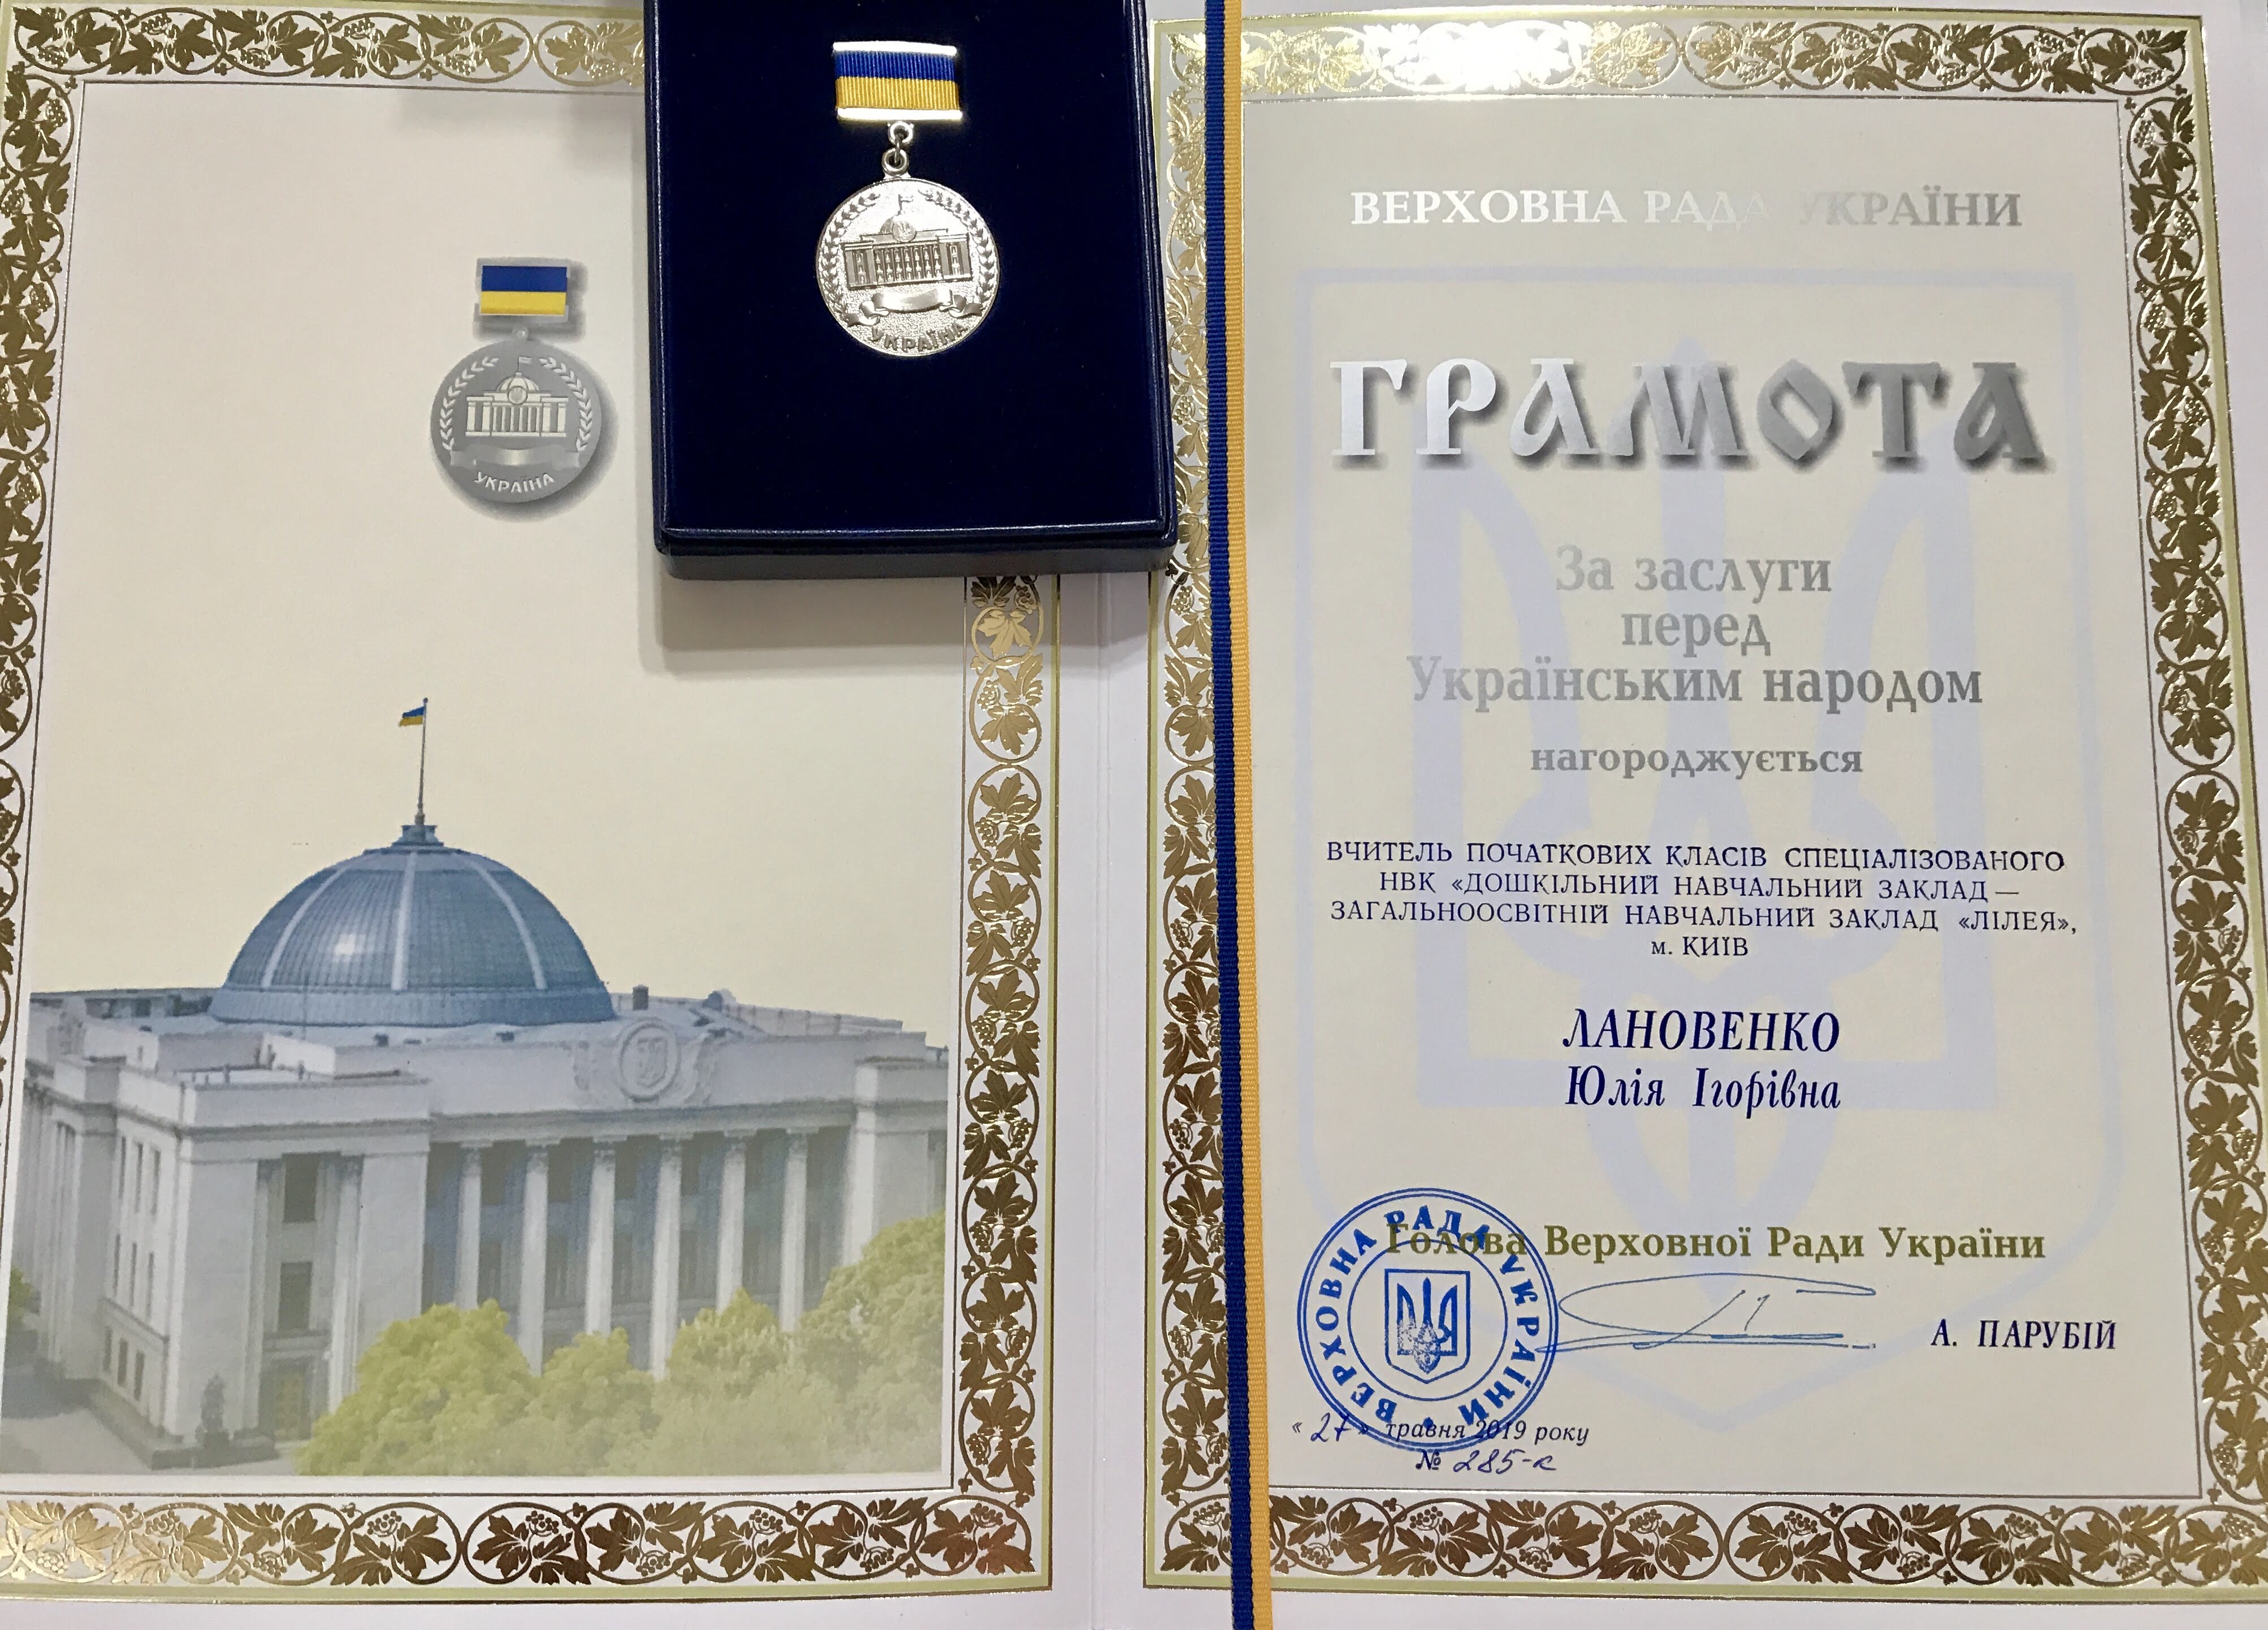 УКРАЇНА
УКРАЇНА
ВЕРХОВНА РАДА УКРАЇНИ
ГРАМОТА
За заслуги
перед
Українським народом
нагороджується
ВЧИТЕЛЬ ПОЧАТКОВИХ КЛАСІВ СПЕЦІАЛІЗОВАНОГО
НВК «ДОШКІЛЬНИЙ НАВЧАЛЬНИЙ ЗАКЛАД —
ЗАГАЛЬНООСВІТНІЙ НАВЧАЛЬНИЙ ЗАКЛАД «ЛІЛЕЯ»,
м. КИЇВ
ЛАНОВЕНКО
Юлія Ігорівна
Голова Верховної Ради України
ВЕРХОВНА РАДА УКРАЇНИ
А. ПАРУБІЙ
«27» травня 2019 року
№ 285-к